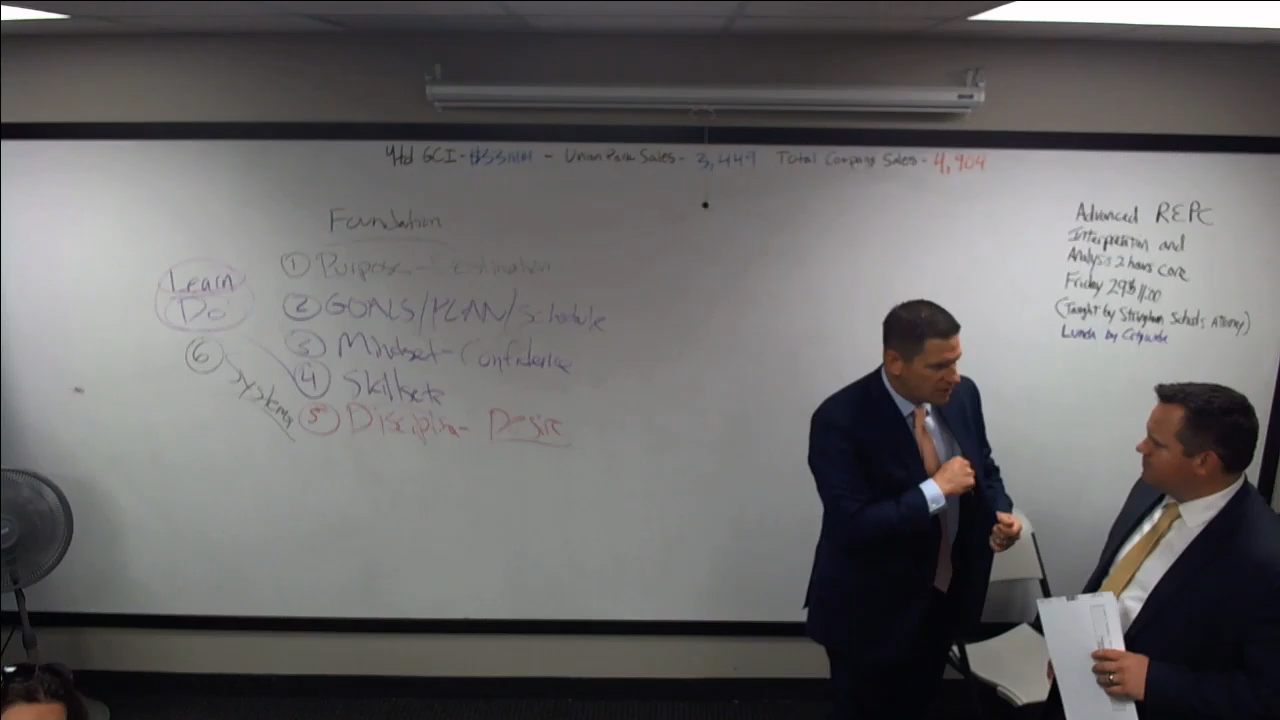 Ytd GCI - $53MM - Union Park Sales - 3,449 Total Company Sales - 4,904
Foundation
① Purpose - Destination
② GOALS/PLAN/Schedule
③ Mindset - Confidence
④ Skillsets
⑤ Discipline - Desire
Learn
Do
⑥ Systems
Advanced REPC
Interpretation and
Analysis 2 hours core
Friday 29th 11:00
(Taught by Stringham Schools Attorney)
Lunch by Citywide